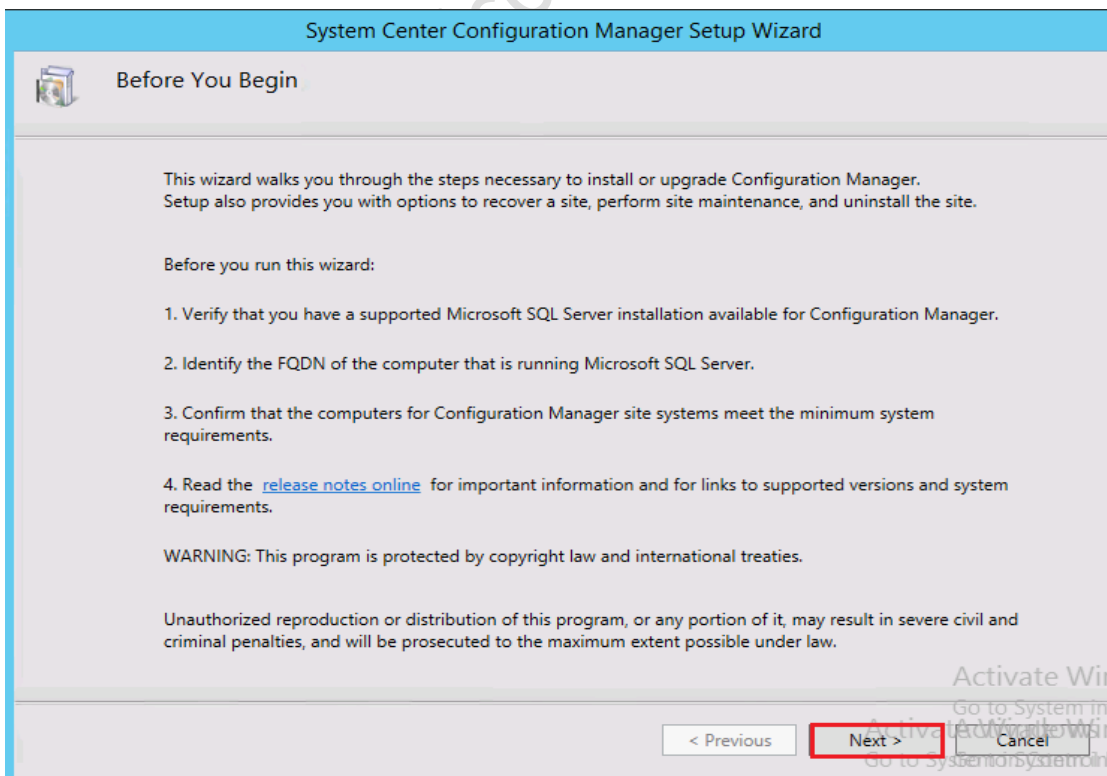 System Center Configuration Manager Setup Wizard
Before You Begin
This wizard walks you through the steps necessary to install or upgrade Configuration Manager.
Setup also provides you with options to recover a site, perform site maintenance, and uninstall the site.
Before you run this wizard:
1. Verify that you have a supported Microsoft SQL Server installation available for Configuration Manager.
2. Identify the FQDN of the computer that is running Microsoft SQL Server.
3. Confirm that the computers for Configuration Manager site systems meet the minimum system
requirements.
4. Read the release notes online for important information and for links to supported versions and system
requirements.
WARNING: This program is protected by copyright law and international treaties.
Unauthorized reproduction or distribution of this program, or any portion of it, may result in severe civil and
criminal penalties, and will be prosecuted to the maximum extent possible under law.
Activate Wi
Go to System in
< Previous
Next >
Cancel
Go to